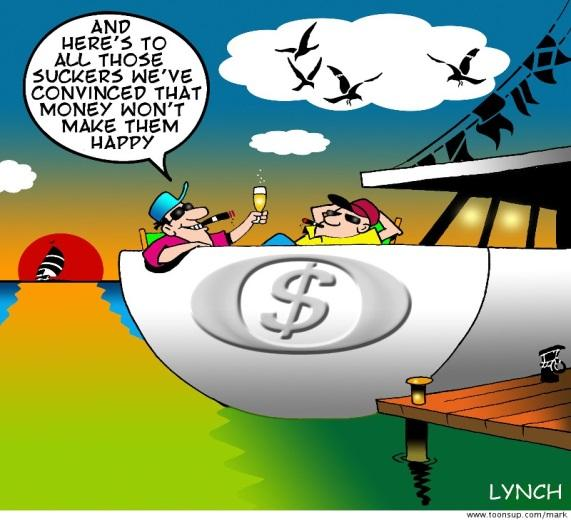 AND
HERE'S TO
ALL THOSE
SUCKERS WE'VE
CONVINCED THAT
MONEY WON'T
MAKE THEM
HAPPY
$
LYNCH
www.toonsup.com/mark